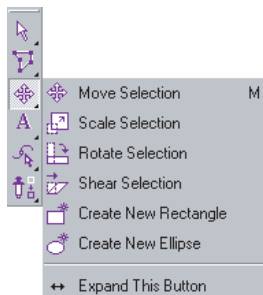 Move Selection M
A Scale Selection
Rotate Selection
Shear Selection
Create New Rectangle
Create New Ellipse
Expand This Button